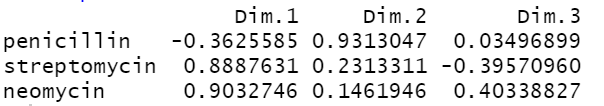 Dim.1 Dim.2 Dim.3
penicillin -0.3625585 0.9313047 0.03496899
streptomycin 0.8887631 0.2313311 -0.39570960
neomycin 0.9032746 0.1461946 0.40338827